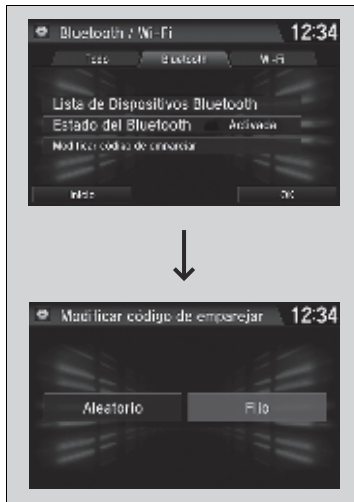 Bluetooth / Wi-Fi 12:34
Todo Bluetooth Wi-Fi
Lista de Dispositivos Bluetooth
Estado del Bluetooth Activado
Modificar código de emparejar
Inicio OK
Modificar código de emparejar 12:34
Aleatorio Fijo